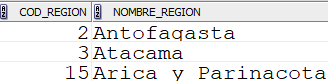 COD_REGION NOMBRE_REGION
2 Antofagasta
3 Atacama
15 Arica y Parinacota